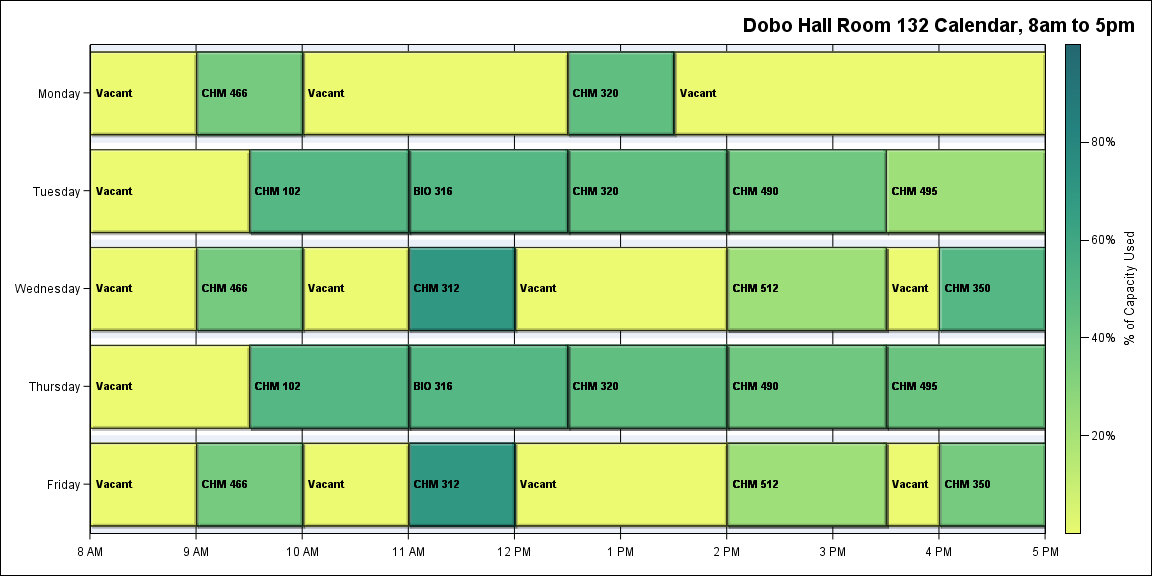 Dobo Hall Room 132 Calendar, 8am to 5pm
Monday
Vacant
CHM 466
Vacant
CHM 320
Vacant
Tuesday
Vacant
CHM 102
BIO 316
CHM 320
CHM 490
CHM 495
Wednesday
Vacant
CHM 466
Vacant
CHM 312
Vacant
CHM 512
Vacant
CHM 350
Thursday
Vacant
CHM 102
BIO 316
CHM 320
CHM 490
CHM 495
Friday
Vacant
CHM 466
Vacant
CHM 312
Vacant
CHM 512
Vacant
CHM 350
8 AM
9 AM
10 AM
11 AM
12 PM
1 PM
2 PM
3 PM
4 PM
5 PM
80%
60%
40%
20%
% of Capacity Used